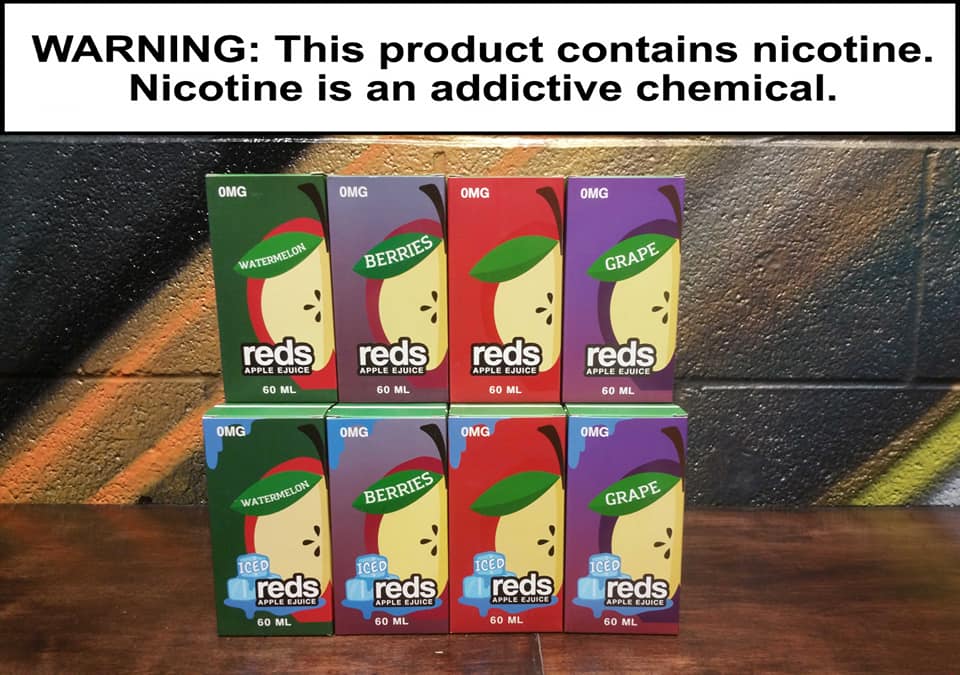 WARNING: This product contains nicotine.
Nicotine is an addictive chemical.
0MG
WATERMELON
reds
APPLE EJUICE
60 ML
0MG
BERRIES
reds
APPLE EJUICE
60 ML
0MG
reds
APPLE EJUICE
60 ML
0MG
GRAPE
reds
APPLE EJUICE
60 ML
0MG
WATERMELON
ICED
reds
APPLE EJUICE
60 ML
0MG
BERRIES
ICED
reds
APPLE EJUICE
60 ML
0MG
ICED
reds
APPLE EJUICE
60 ML
0MG
GRAPE
ICED
reds
APPLE EJUICE
60 ML